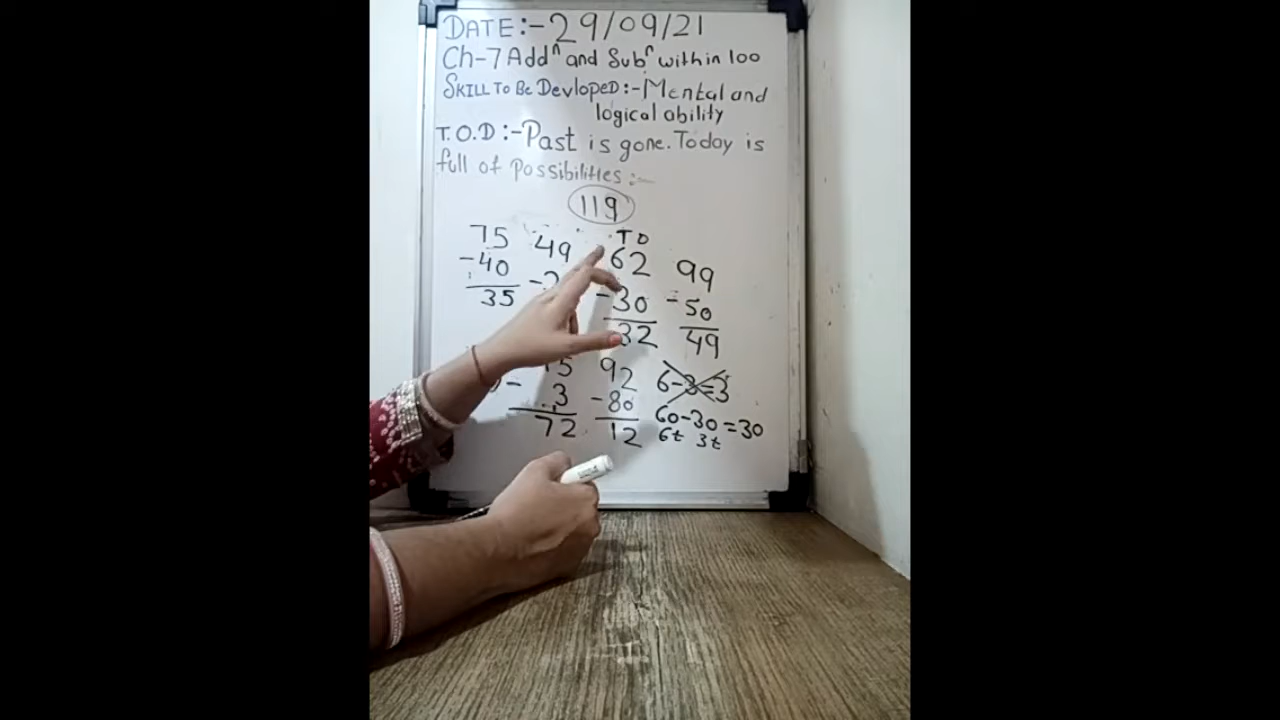 DATE:-29/09/21
Ch-7 Addⁿ and Subⁿ within 100
SKILL TO BE DEVLOPED:-Mental and
logical ability
T.O.D:-Past is gone. Today is
full of Possibilities:-
119
75 49 T O
-40 62 99
35 -30 -50
32 49
92 6-3=3
3 -80 60-30=30
72 12 6t 3t